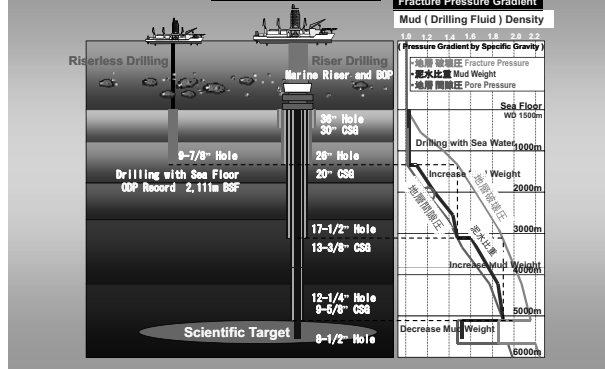 Fracture Pressure Gradient
Mud ( Drilling Fluid ) Density
1.0 1.2 1.4 1.6 1.8 2.0 2.2
( Pressure Gradient by Specific Gravity )
地層 破壊圧 Fracture Pressure
泥水比重 Mud Weight
地層 間隙圧 Pore Pressure
Riserless Drilling
Riser Drilling
Marine Riser and BOP
Sea Floor
WD 1500m
36" Hole
30" CSG
Drilling with Sea Water
1000m
9-7/8" Hole
26" Hole
Drilling with Sea Floor
20" CSG
Increase Weight
ODP Record 2,111m BSF
2000m
地層破壊圧
地層間隙圧
17-1/2" Hole
3000m
泥水比重
13-3/8" CSG
Increase Mud Weight
4000m
12-1/4" Hole
9-5/8" CSG
5000m
Scientific Target
Decrease Mud Weight
8-1/2" Hole
6000m